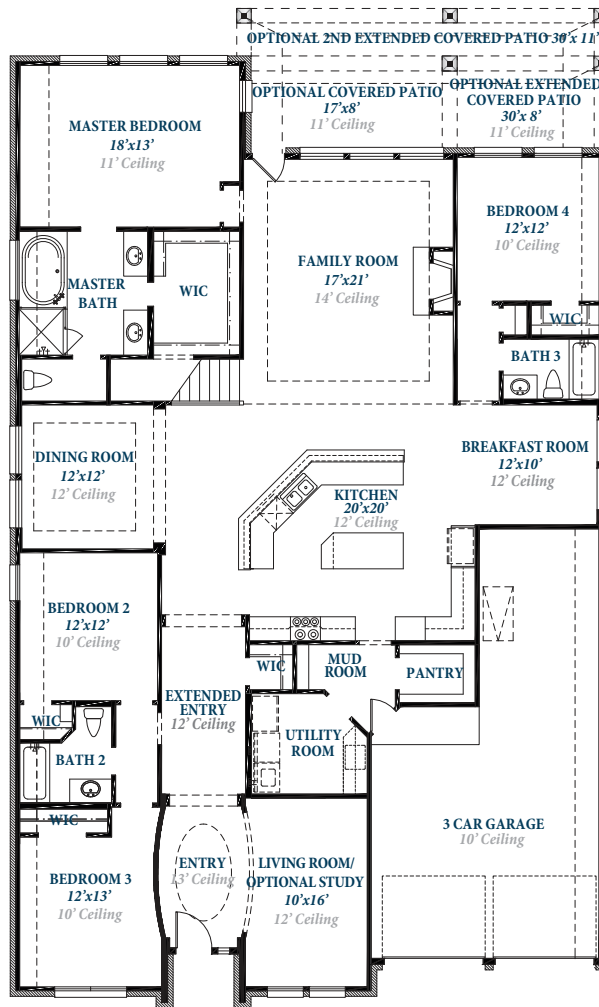 OPTIONAL 2ND EXTENDED COVERED PATIO 30'x 11'
OPTIONAL COVERED PATIO
17'x8'
11' Ceiling
OPTIONAL EXTENDED
COVERED PATIO
30'x 8'
11' Ceiling
MASTER BEDROOM
18'x13'
11' Ceiling
BEDROOM 4
12'x12'
10' Ceiling
FAMILY ROOM
17'x21'
14' Ceiling
MASTER
BATH
WIC
WIC
BATH 3
DINING ROOM
12'x12'
12' Ceiling
BREAKFAST ROOM
12'x10'
12' Ceiling
KITCHEN
20'x20'
12' Ceiling
BEDROOM 2
12'x12'
10' Ceiling
WIC
MUD
ROOM
PANTRY
EXTENDED
ENTRY
12' Ceiling
WIC
UTILITY
ROOM
BATH 2
WIC
3 CAR GARAGE
10' Ceiling
BEDROOM 3
12'x13'
10' Ceiling
ENTRY
13' Ceiling
LIVING ROOM/
OPTIONAL STUDY
10'x16'
12' Ceiling